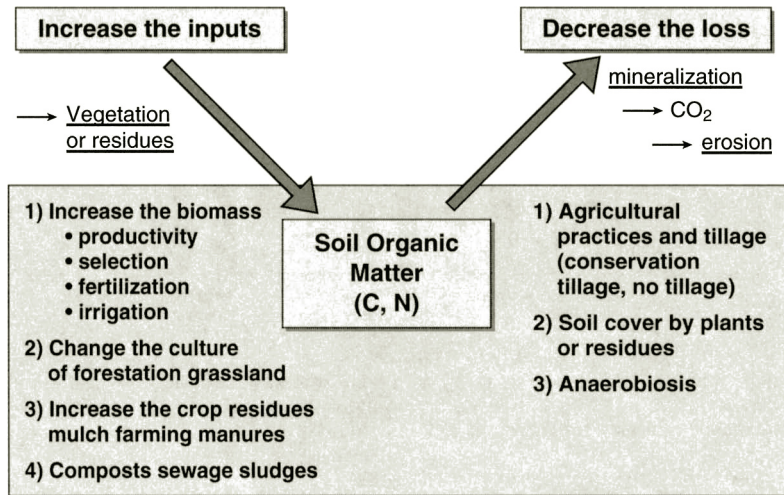 Increase the inputs
Decrease the loss
→ Vegetation
or residues
mineralization
→ CO₂
→ erosion
1) Increase the biomass
• productivity
• selection
• fertilization
• irrigation
2) Change the culture
of forestation grassland
3) Increase the crop residues
mulch farming manures
4) Composts sewage sludges
Soil Organic
Matter
(C, N)
1) Agricultural
practices and tillage
(conservation
tillage, no tillage)
2) Soil cover by plants
or residues
3) Anaerobiosis